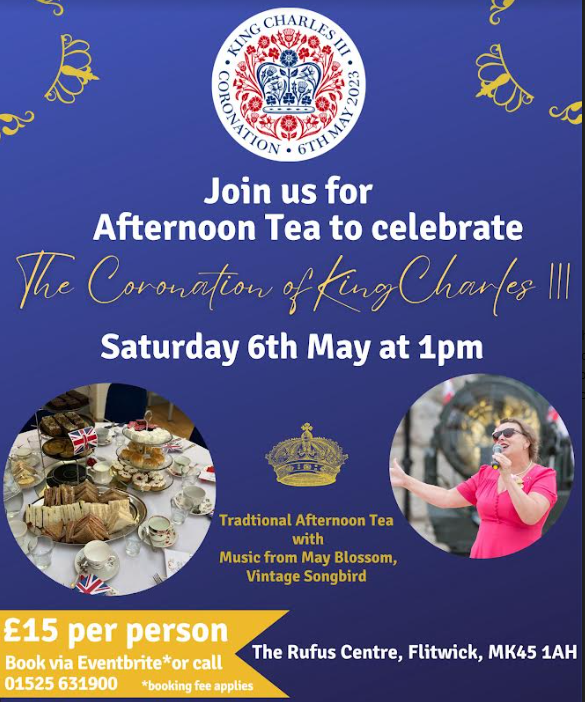 KING CHARLES III
CORONATION • 6TH MAY 2023
Join us for
Afternoon Tea to celebrate
The Coronation of King Charles III
Saturday 6th May at 1pm
Tradtional Afternoon Tea
with
Music from May Blossom,
Vintage Songbird
£15 per person
Book via Eventbrite*or call
01525 631900 *booking fee applies
The Rufus Centre, Flitwick, MK45 1AH